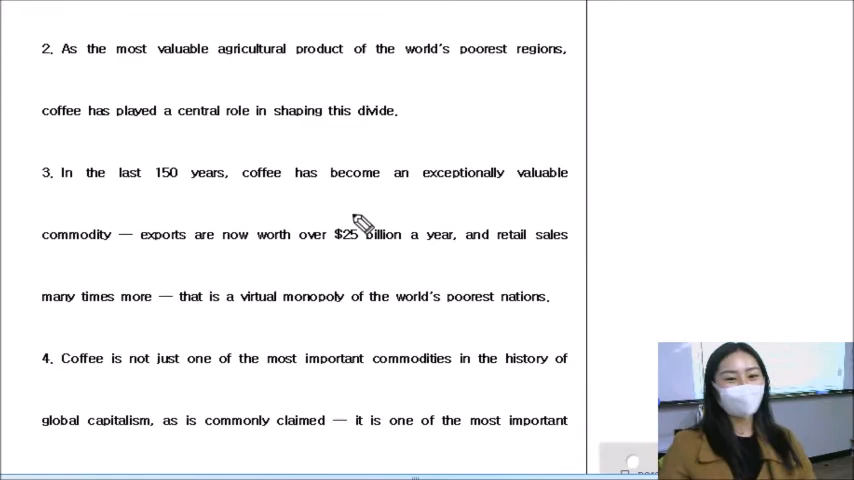 2. As the most valuable agricultural product of the world's poorest regions,
coffee has played a central role in shaping this divide.
3. In the last 150 years, coffee has become an exceptionally valuable
commodity — exports are now worth over $25 billion a year, and retail sales
many times more — that is a virtual monopoly of the world's poorest nations.
4. Coffee is not just one of the most important commodities in the history of
global capitalism, as is commonly claimed — it is one of the most important